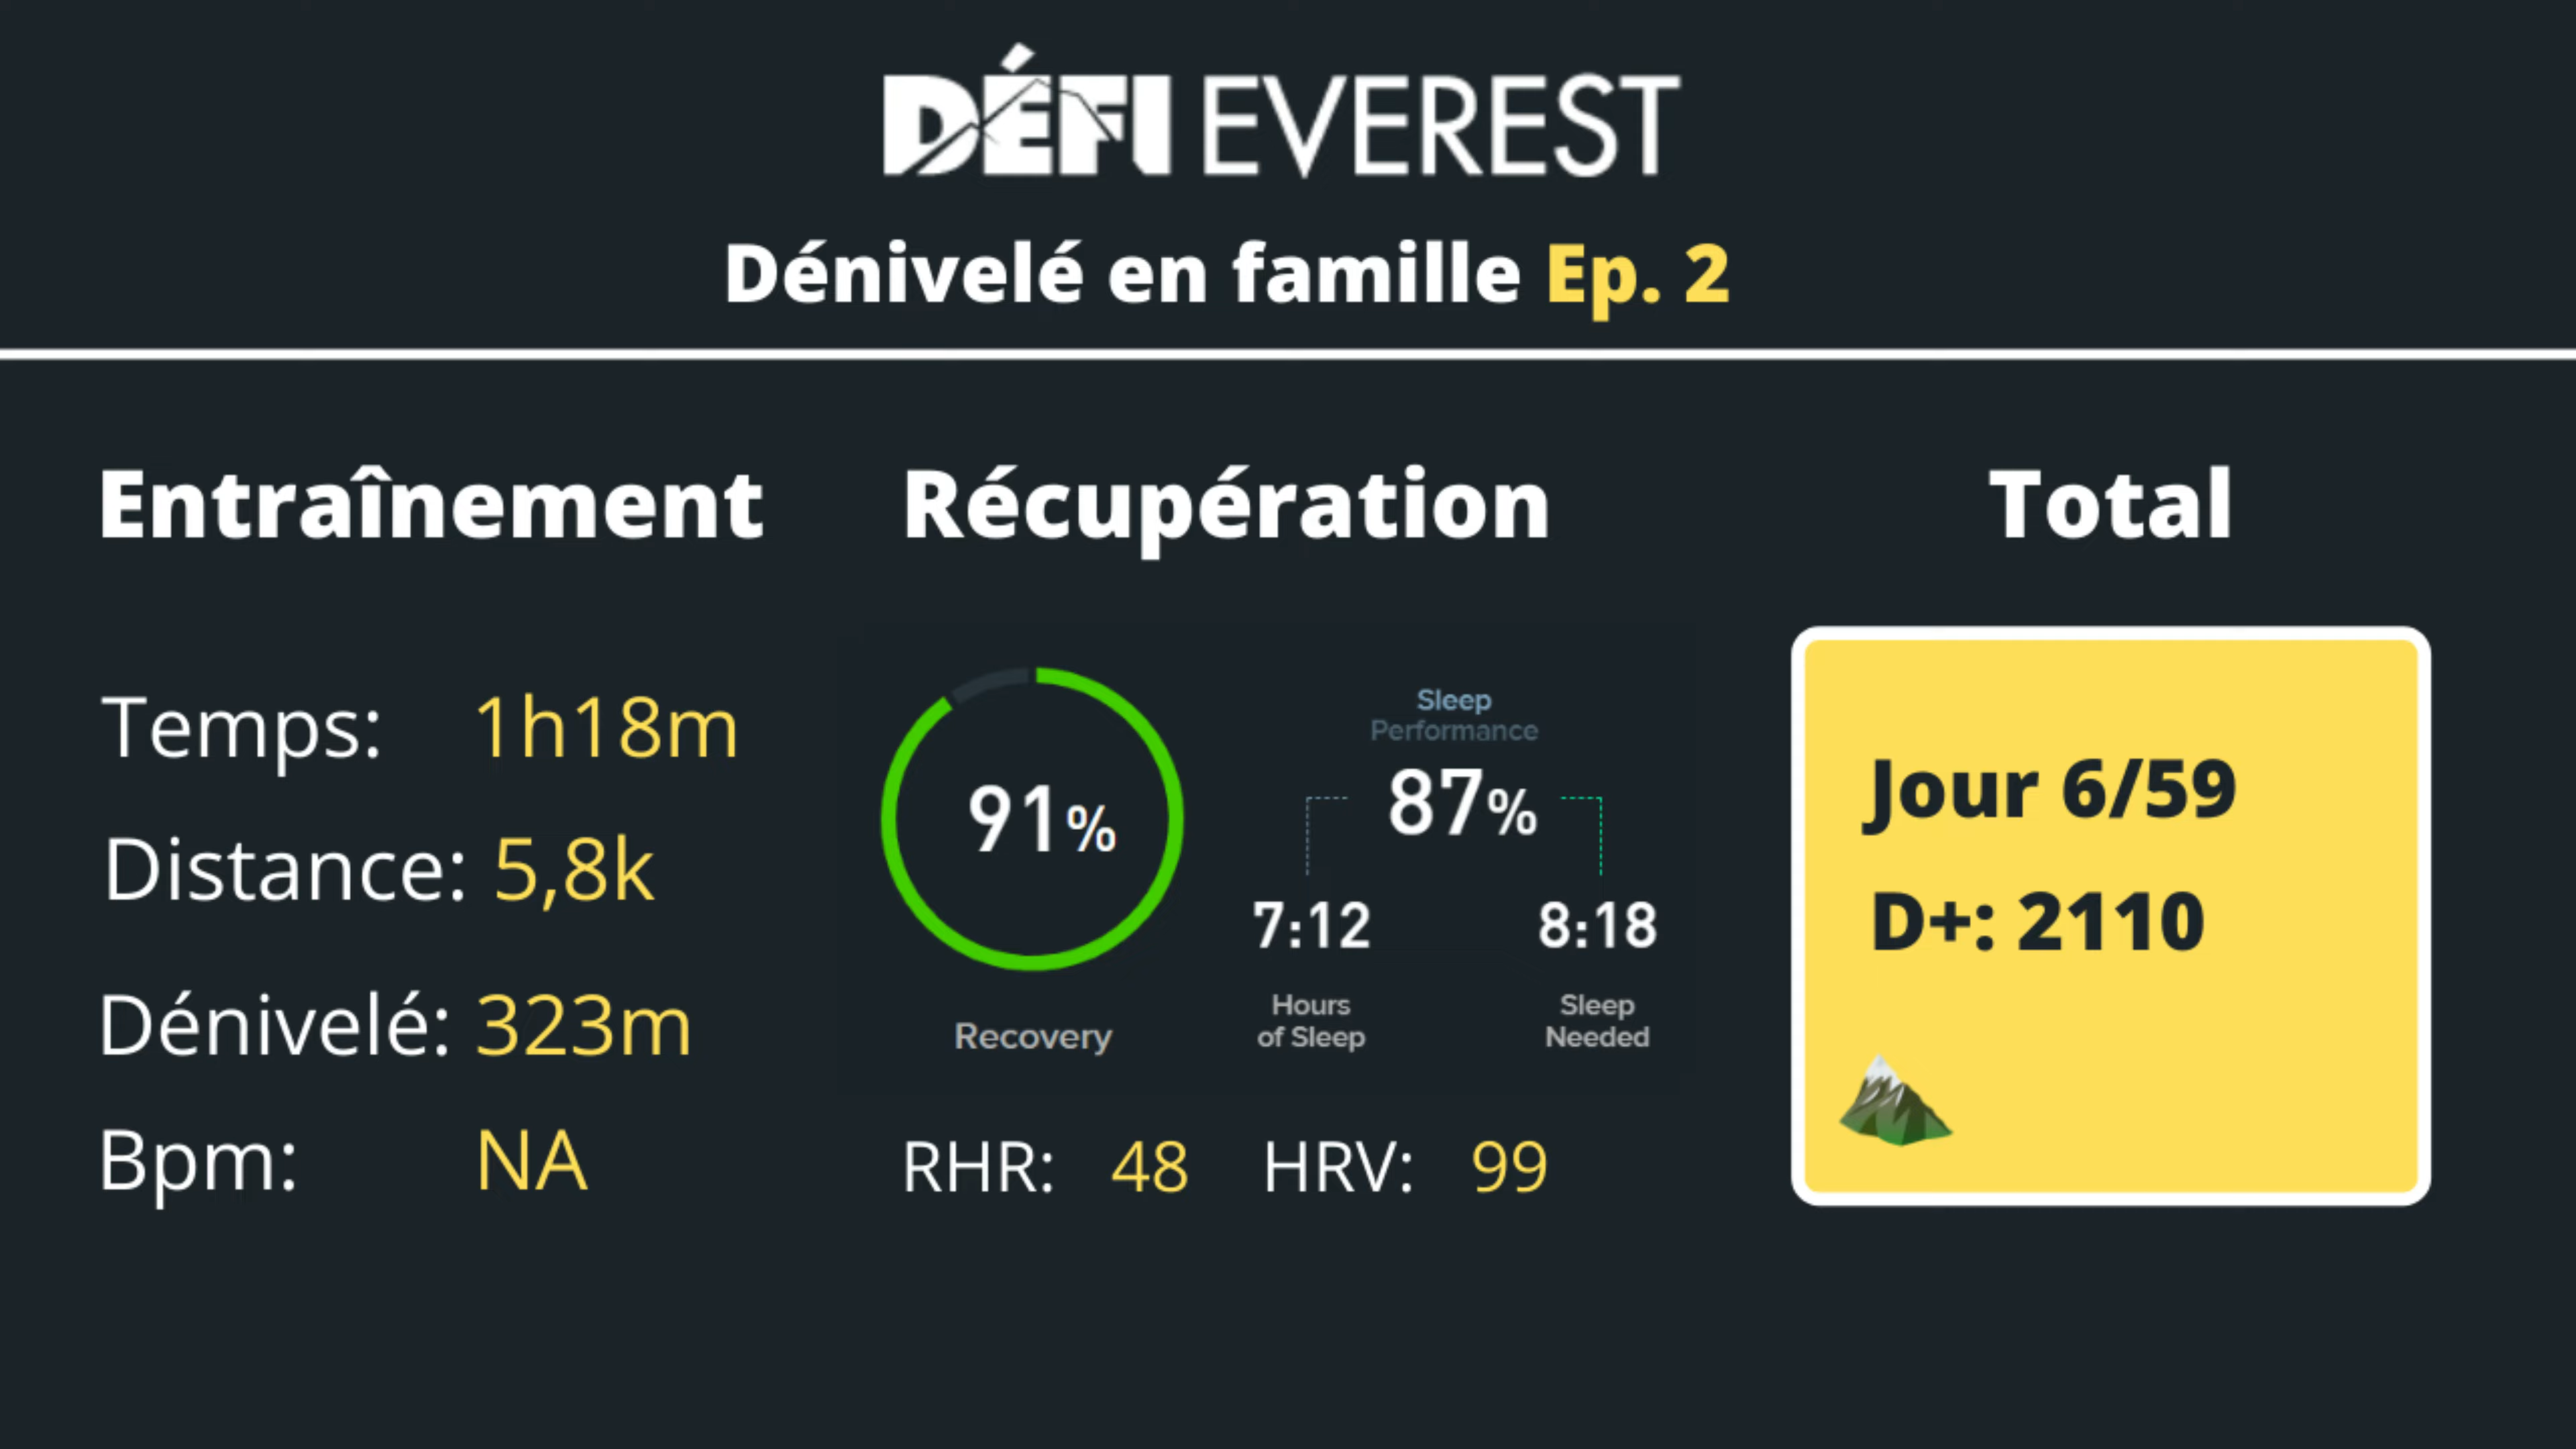 DÉFI EVEREST
Dénivelé en famille Ep. 2
Entraînement
Temps: 1h18m
Distance: 5,8k
Dénivelé: 323m
Bpm: NA
Récupération
91%
Recovery
Sleep
Performance
87%
7:12
Hours
of Sleep
8:18
Sleep
Needed
RHR: 48 HRV: 99
Total
Jour 6/59
D+: 2110